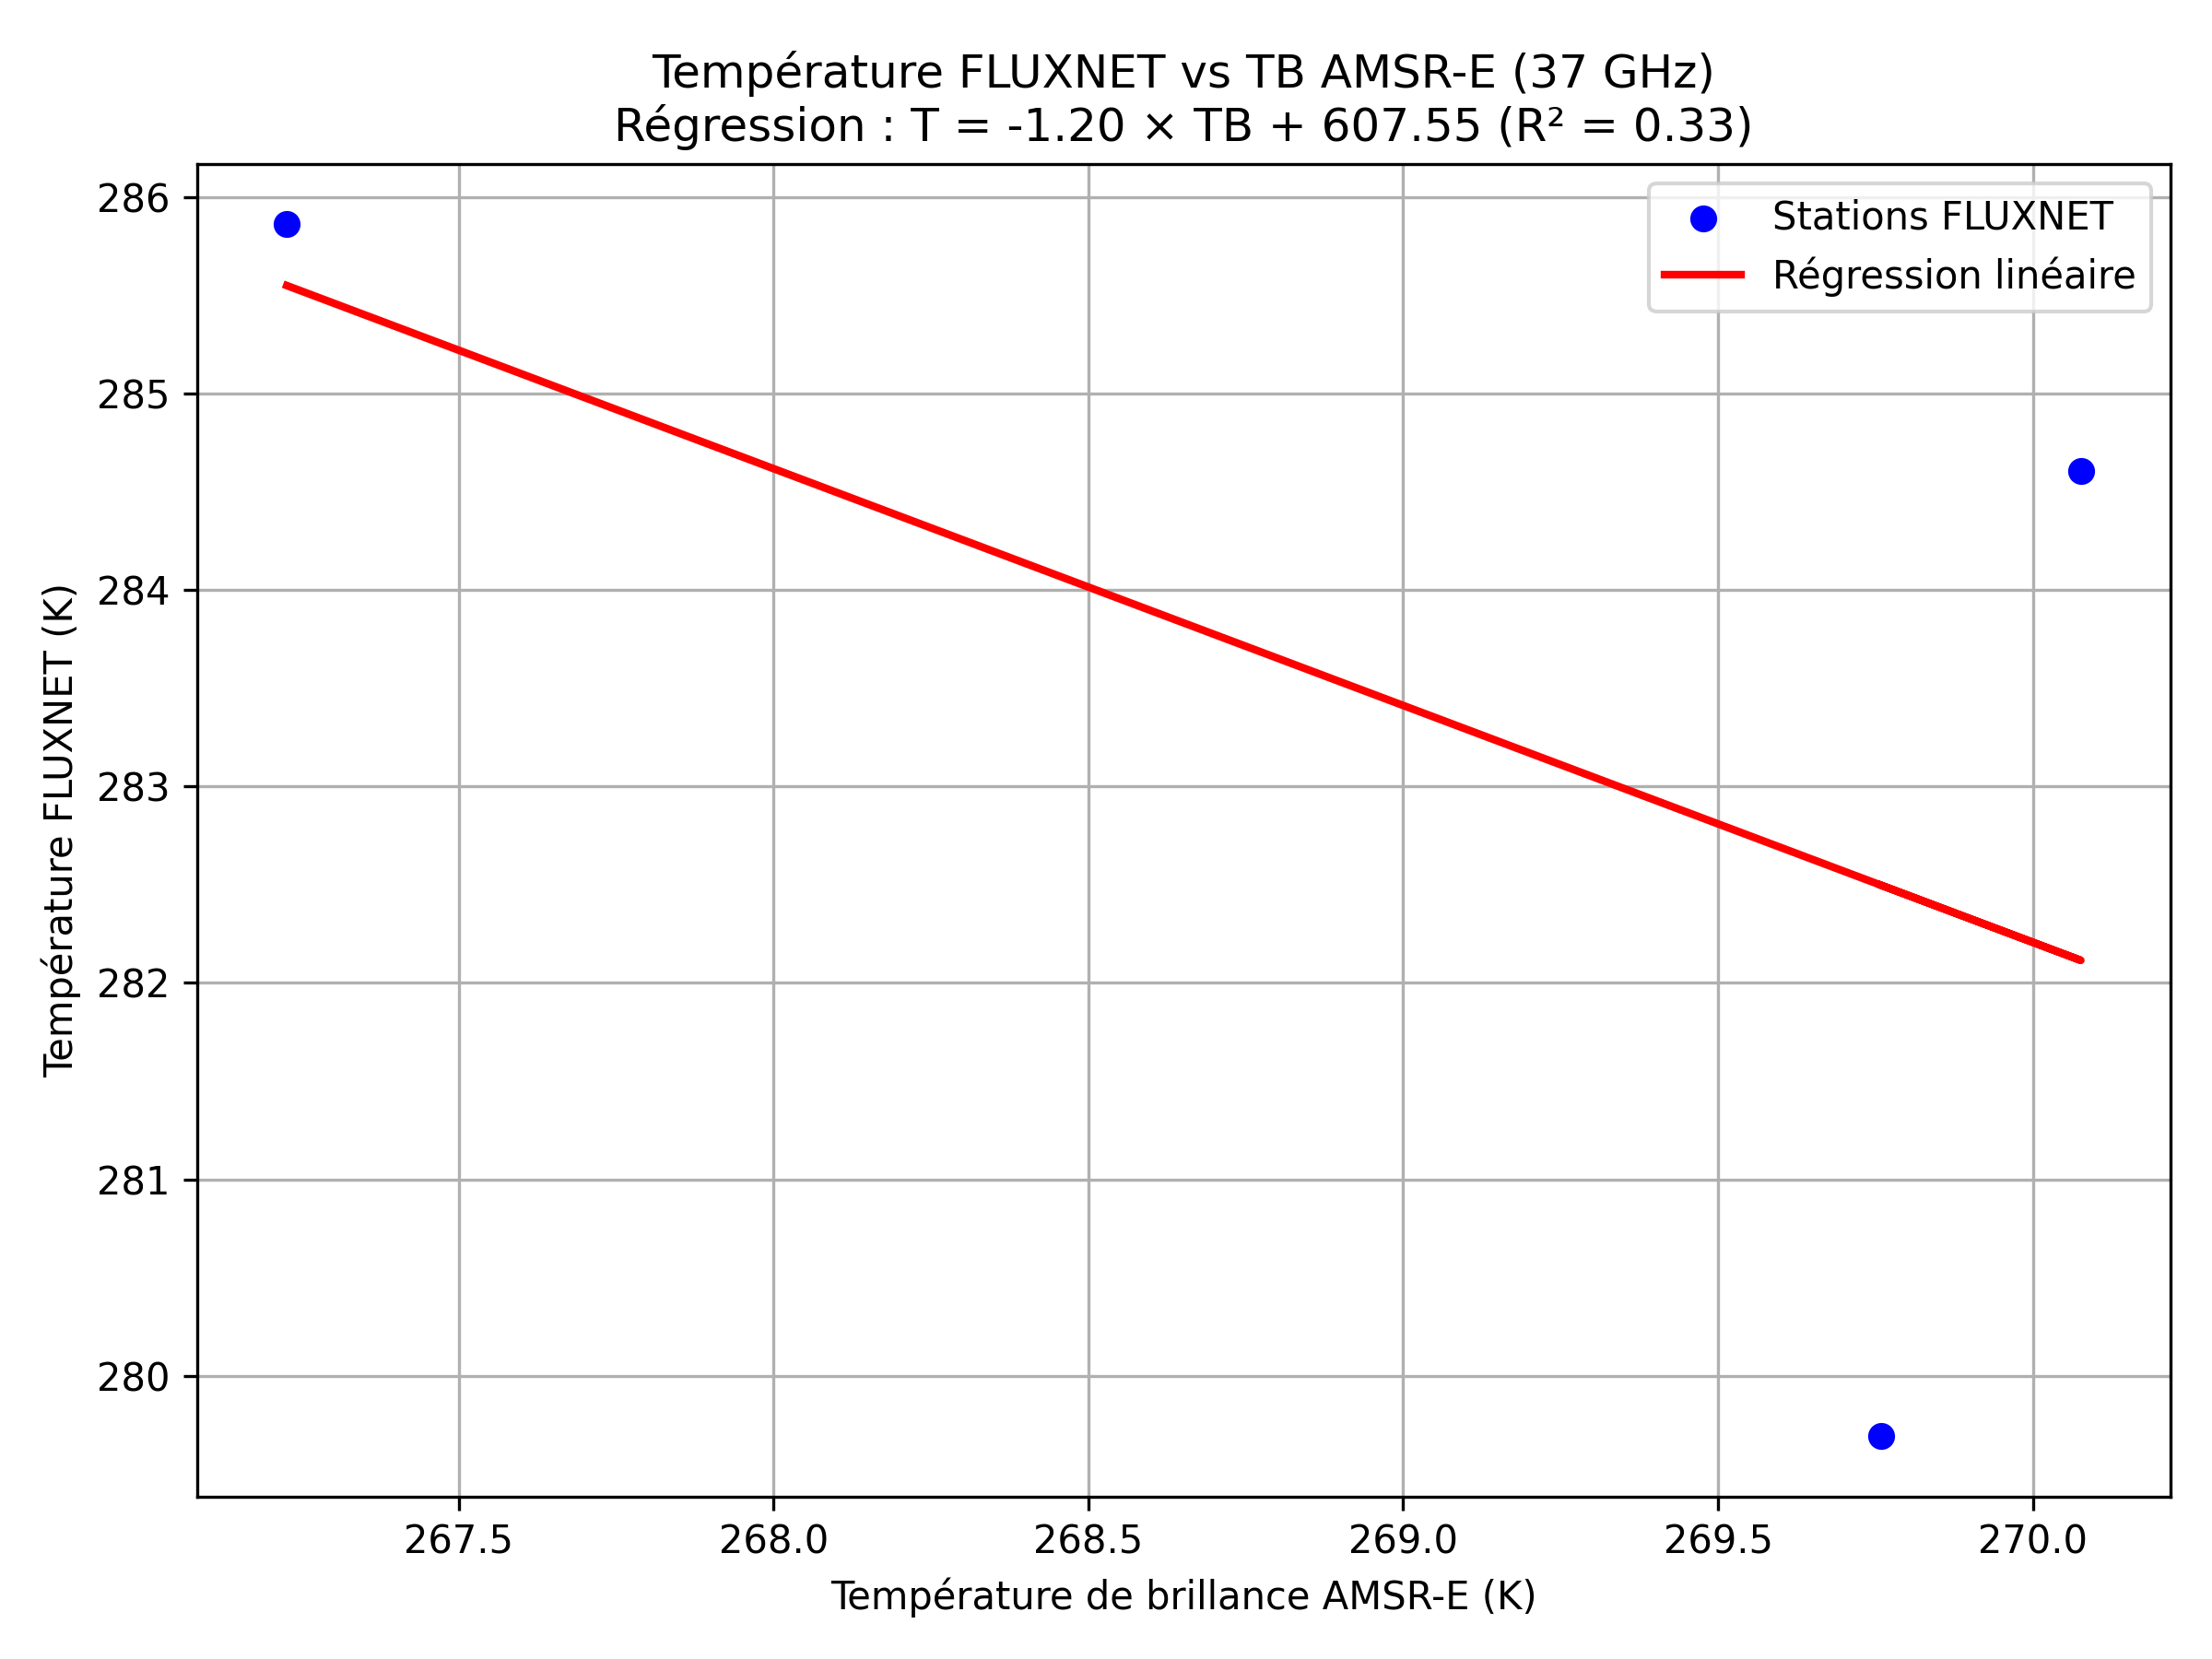 Température FLUXNET vs TB AMSR-E (37 GHz)
Régression : T = -1.20 × TB + 607.55 (R² = 0.33)
Stations FLUXNET
Régression linéaire
286
285
284
283
282
281
280
Température FLUXNET (K)
267.5
268.0
268.5
269.0
269.5
270.0
Température de brillance AMSR-E (K)